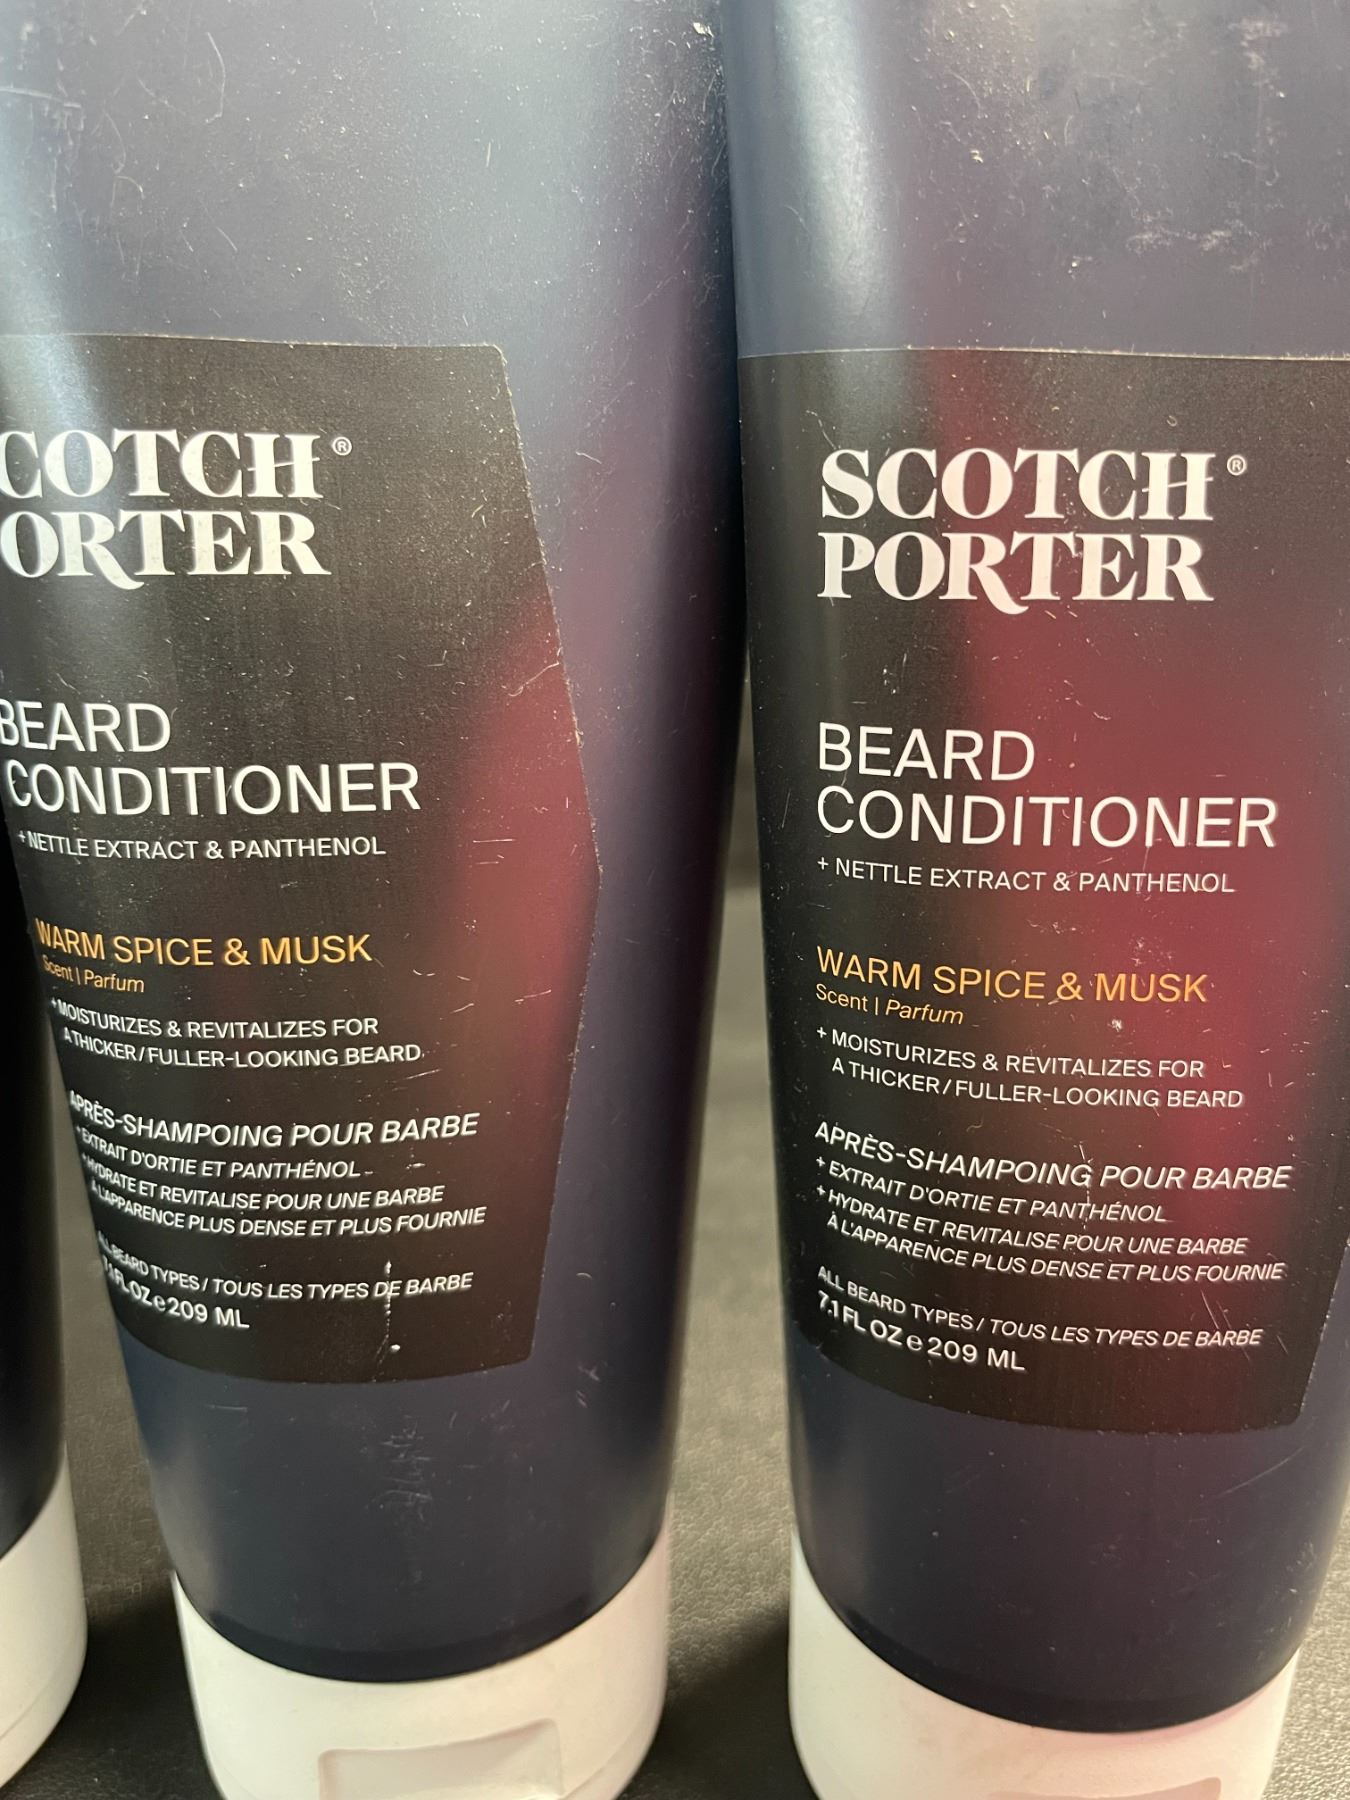 COTCH®
ORTER
BEARD
CONDITIONER
+ NETTLE EXTRACT & PANTHENOL
WARM SPICE & MUSK
Scent | Parfum
+ MOISTURIZES & REVITALIZES FOR
A THICKER / FULLER-LOOKING BEARD
APRÈS-SHAMPOING POUR BARBE
+ EXTRAIT D'ORTIE ET PANTHÉNOL
+ HYDRATE ET REVITALISE POUR UNE BARBE
À L'APPARENCE PLUS DENSE ET PLUS FOURNIE
ALL BEARD TYPES / TOUS LES TYPES DE BARBE
7.1 FL OZ e 209 ML
SCOTCH®
PORTER
BEARD
CONDITIONER
+ NETTLE EXTRACT & PANTHENOL
WARM SPICE & MUSK
Scent | Parfum
+ MOISTURIZES & REVITALIZES FOR
A THICKER / FULLER-LOOKING BEARD
APRÈS-SHAMPOING POUR BARBE
+ EXTRAIT D'ORTIE ET PANTHÉNOL
+ HYDRATE ET REVITALISE POUR UNE BARBE
À L'APPARENCE PLUS DENSE ET PLUS FOURNIE
ALL BEARD TYPES / TOUS LES TYPES DE BARBE
7.1 FL OZ e 209 ML